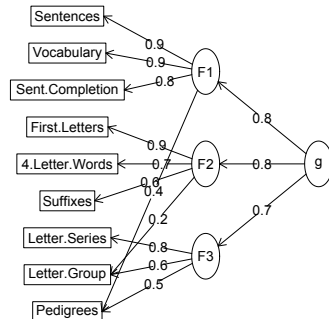 Sentences
0.9
Vocabulary
0.9
F1
Sent.Completion
0.8
First.Letters
0.8
0.9
4.Letter.Words
0.7
F2
0.8
g
0.6
0.4
Suffixes
0.2
0.7
Letter.Series
0.8
F3
Letter.Group
0.6
0.5
Pedigrees